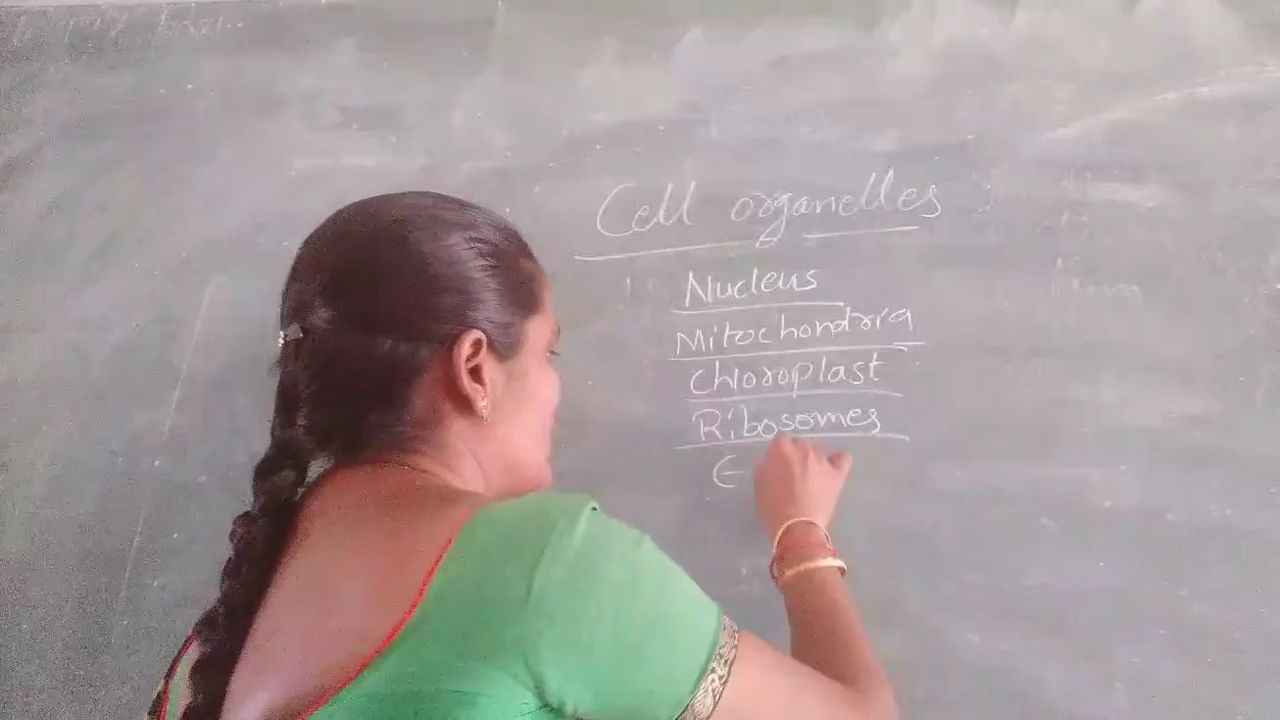 Cell organelles
Nucleus
Mitochondria
Chloroplast
Ribosomes
E